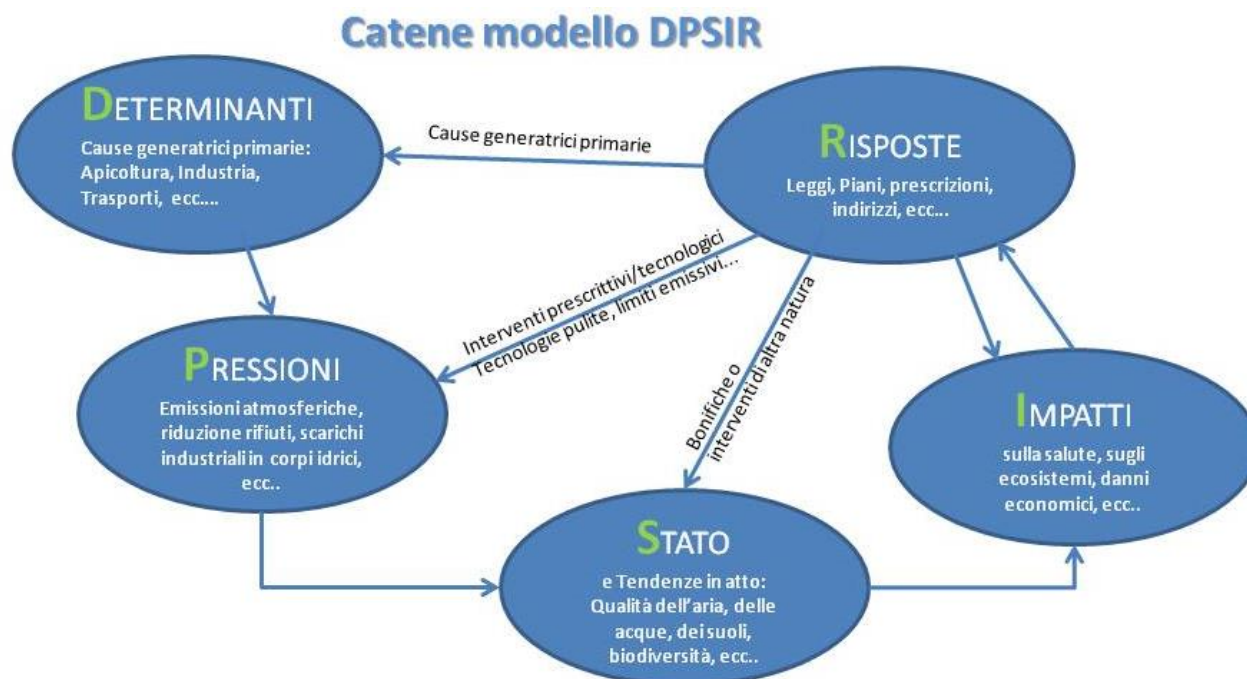 Catene modello DPSIR
DETERMINANTI
Cause generatrici primarie:
Apicoltura, Industria,
Trasporti, ecc....
Cause generatrici primarie
RISPOSTE
Leggi, Piani, prescrizioni,
indirizzi, ecc...
Interventi prescrittivi/tecnologici
Tecnologie pulite, limiti emissivi...
Bonifiche o
interventi di altra natura
PRESSIONI
Emissioni atmosferiche,
riduzione rifiuti, scarichi
industriali in corpi idrici,
ecc..
IMPATTI
sulla salute, sugli
ecosistemi, danni
economici, ecc..
STATO
e Tendenze in atto:
Qualità dell'aria, delle
acque, dei suoli,
biodiversità, ecc..